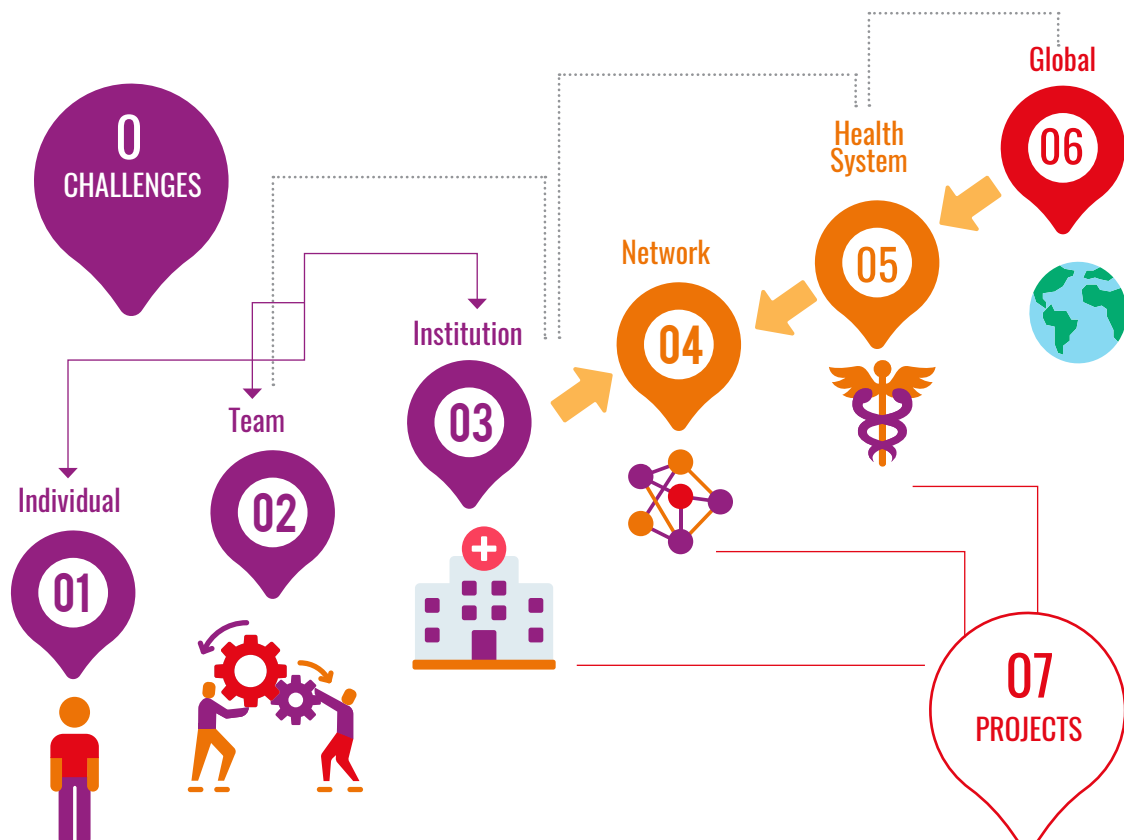 0
CHALLENGES
Individual
01
Team
02
Institution
03
Network
04
Health
System
05
Global
06
07
PROJECTS